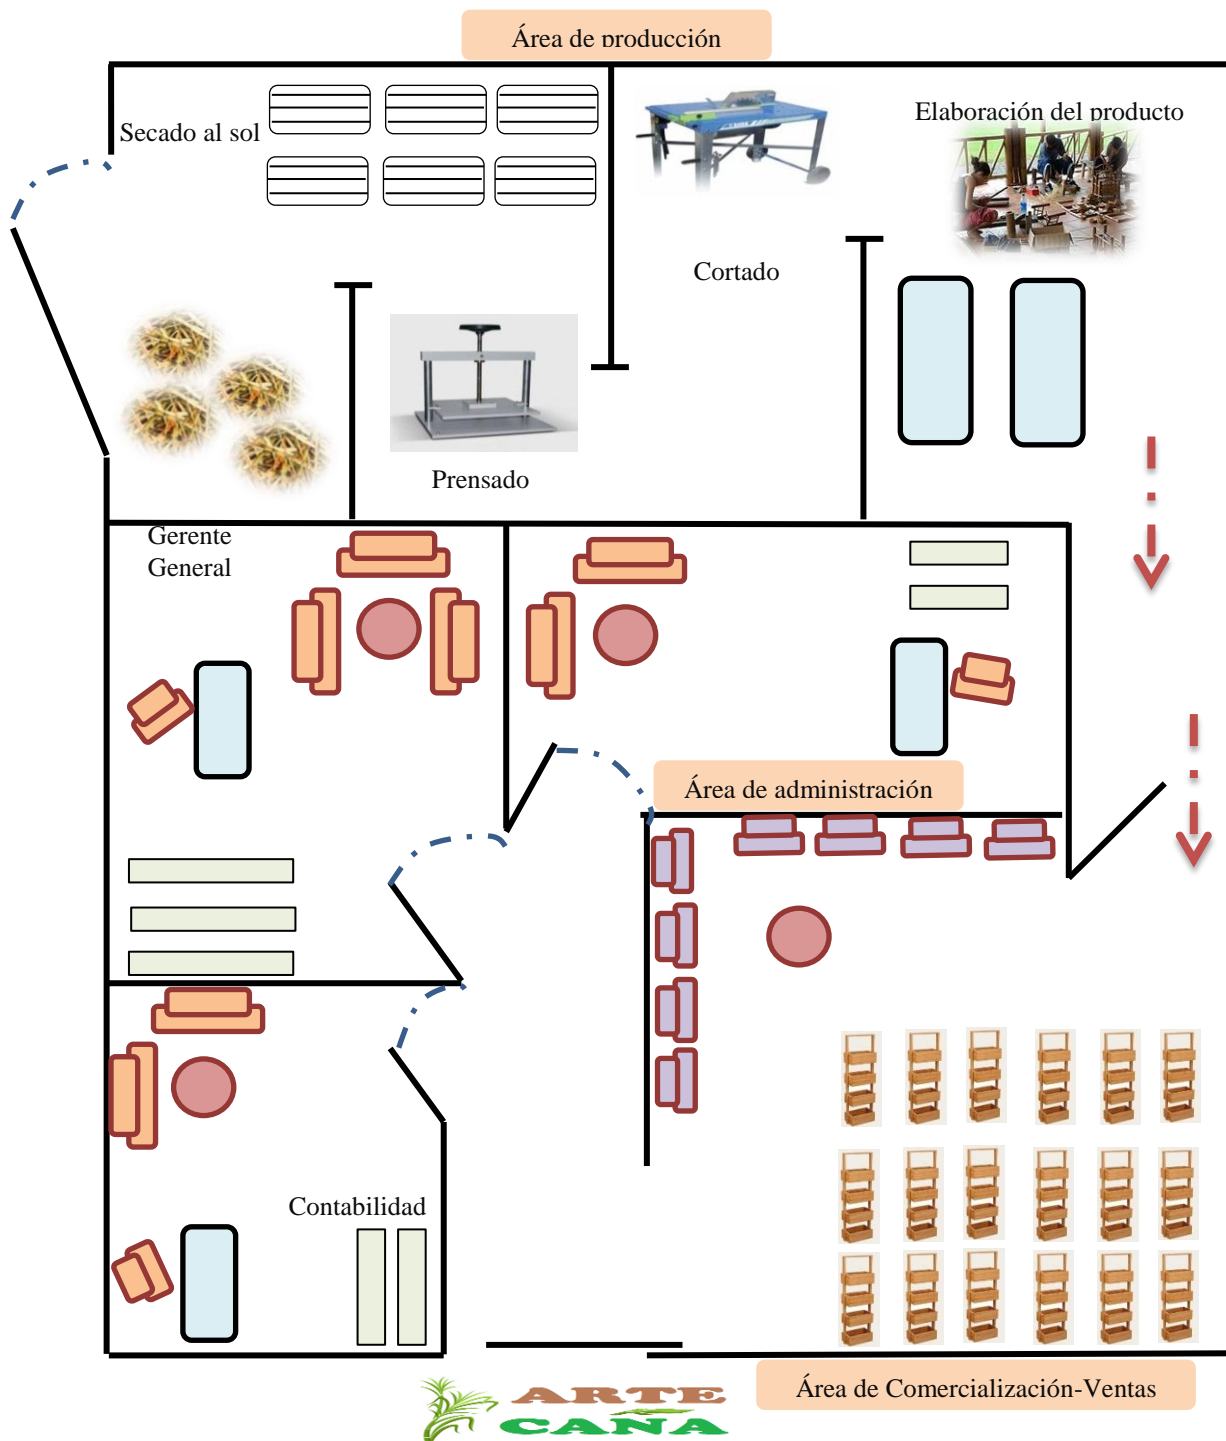 Área de producción
Secado al sol
Elaboración del producto
Cortado
Prensado
Gerente
General
Área de administración
Contabilidad
Área de Comercialización-Ventas
ARTE
CANA